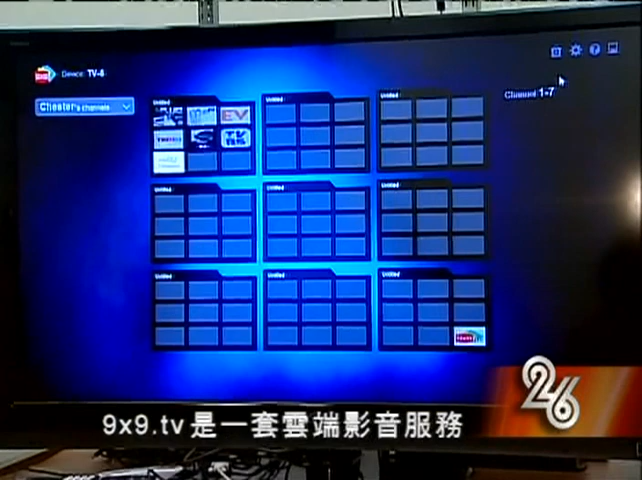 Device: TV-8
Chester's channels
Channel 1-7
Untitled
Untitled
Untitled
EV
Untitled
Untitled
Untitled
Untitled
Untitled
Untitled
26
9x9.tv是一套雲端影音服務